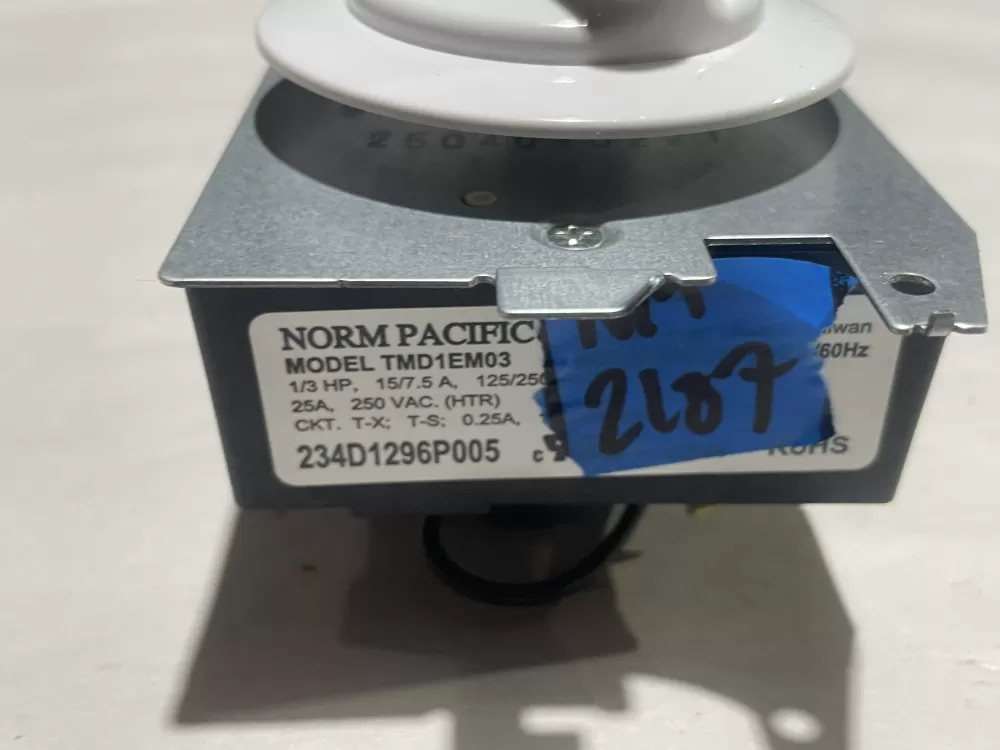 NORM PACIFIC
MODEL TMD1EM03
1/3 HP, 15/7.5 A, 125/250
25A, 250 VAC. (HTR)
/60Hz
CKT. T-X; T-S; 0.25A,
234D1296P005 c
RoHS
2187